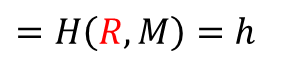 = H(R, M) = h